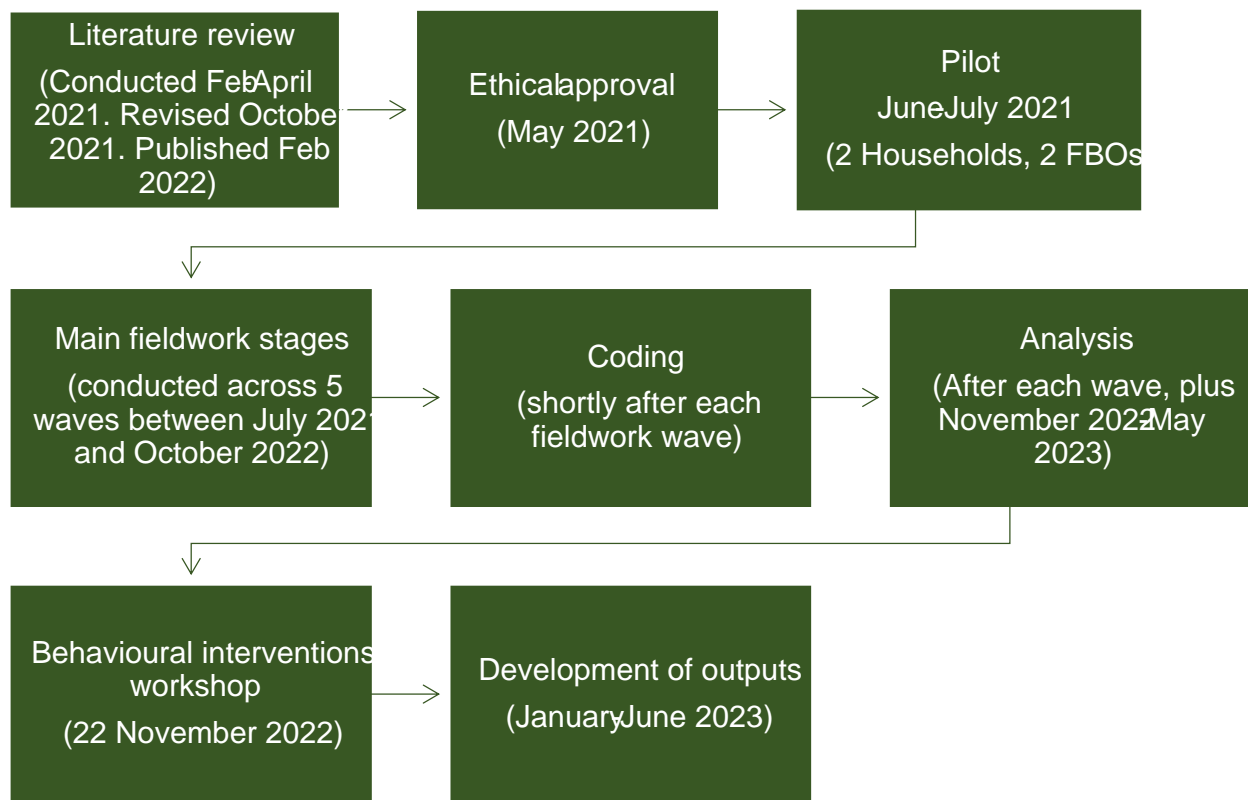 Literature review
(Conducted Feb-April
2021. Revised October
2021. Published Feb
2022)
Ethical approval
(May 2021)
Pilot
June-July 2021
(2 Households, 2 FBOs
Main fieldwork stages
(conducted across 5
waves between July 2021
and October 2022)
Coding
(shortly after each
fieldwork wave)
Analysis
(After each wave, plus
November 2022-May
2023)
Behavioural interventions
workshop
(22 November 2022)
Development of outputs
(January-June 2023)